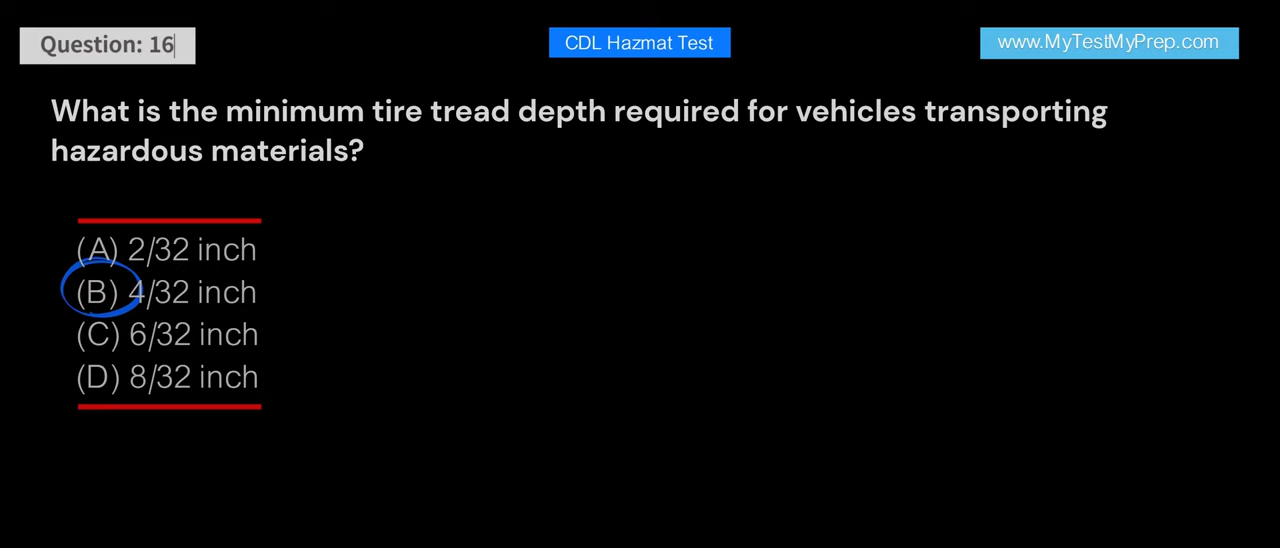 Question: 16
CDL Hazmat Test
www.MyTestMyPrep.com
What is the minimum tire tread depth required for vehicles transporting
hazardous materials?
(A) 2/32 inch
(B) 4/32 inch
(C) 6/32 inch
(D) 8/32 inch